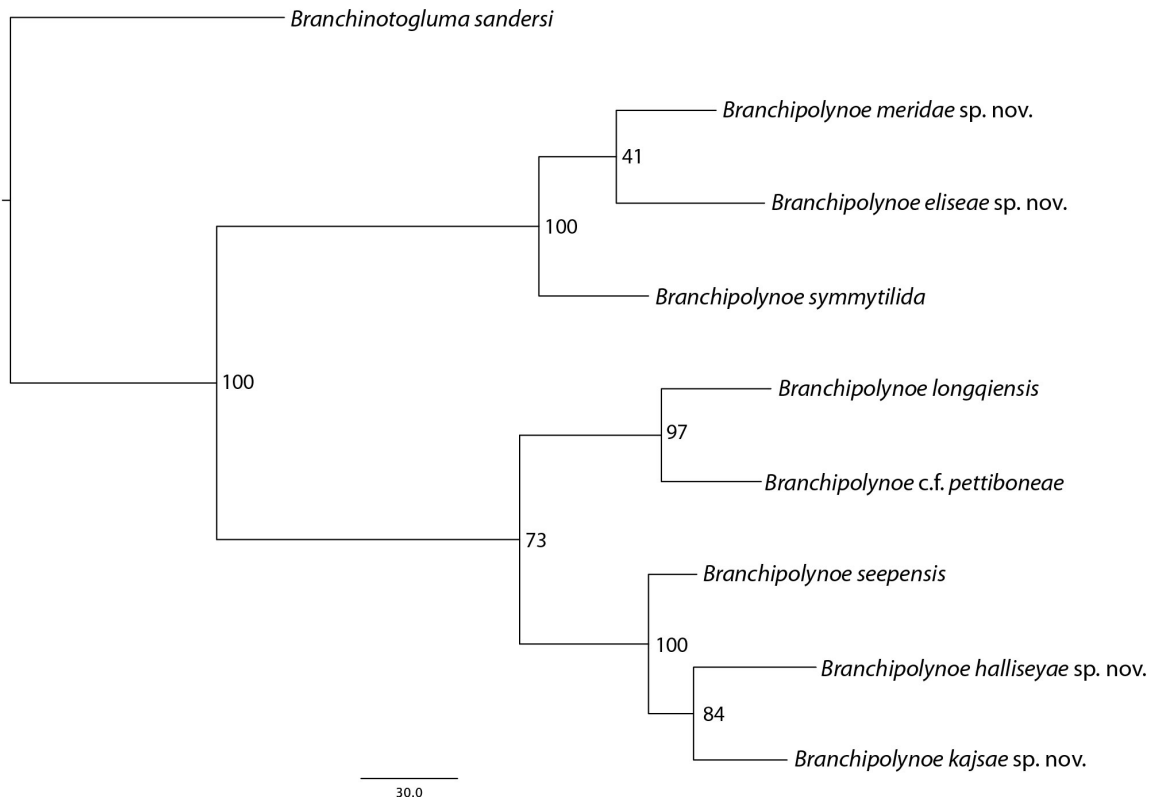 Branchinotogluma sandersi
Branchipolynoe meridae sp. nov.
41
Branchipolynoe eliseae sp. nov.
100
Branchipolynoe symmytilida
100
Branchipolynoe longqiensis
97
Branchipolynoe c.f. pettiboneae
73
Branchipolynoe seepensis
100
Branchipolynoe halliseyae sp. nov.
84
Branchipolynoe kajsae sp. nov.
30.0